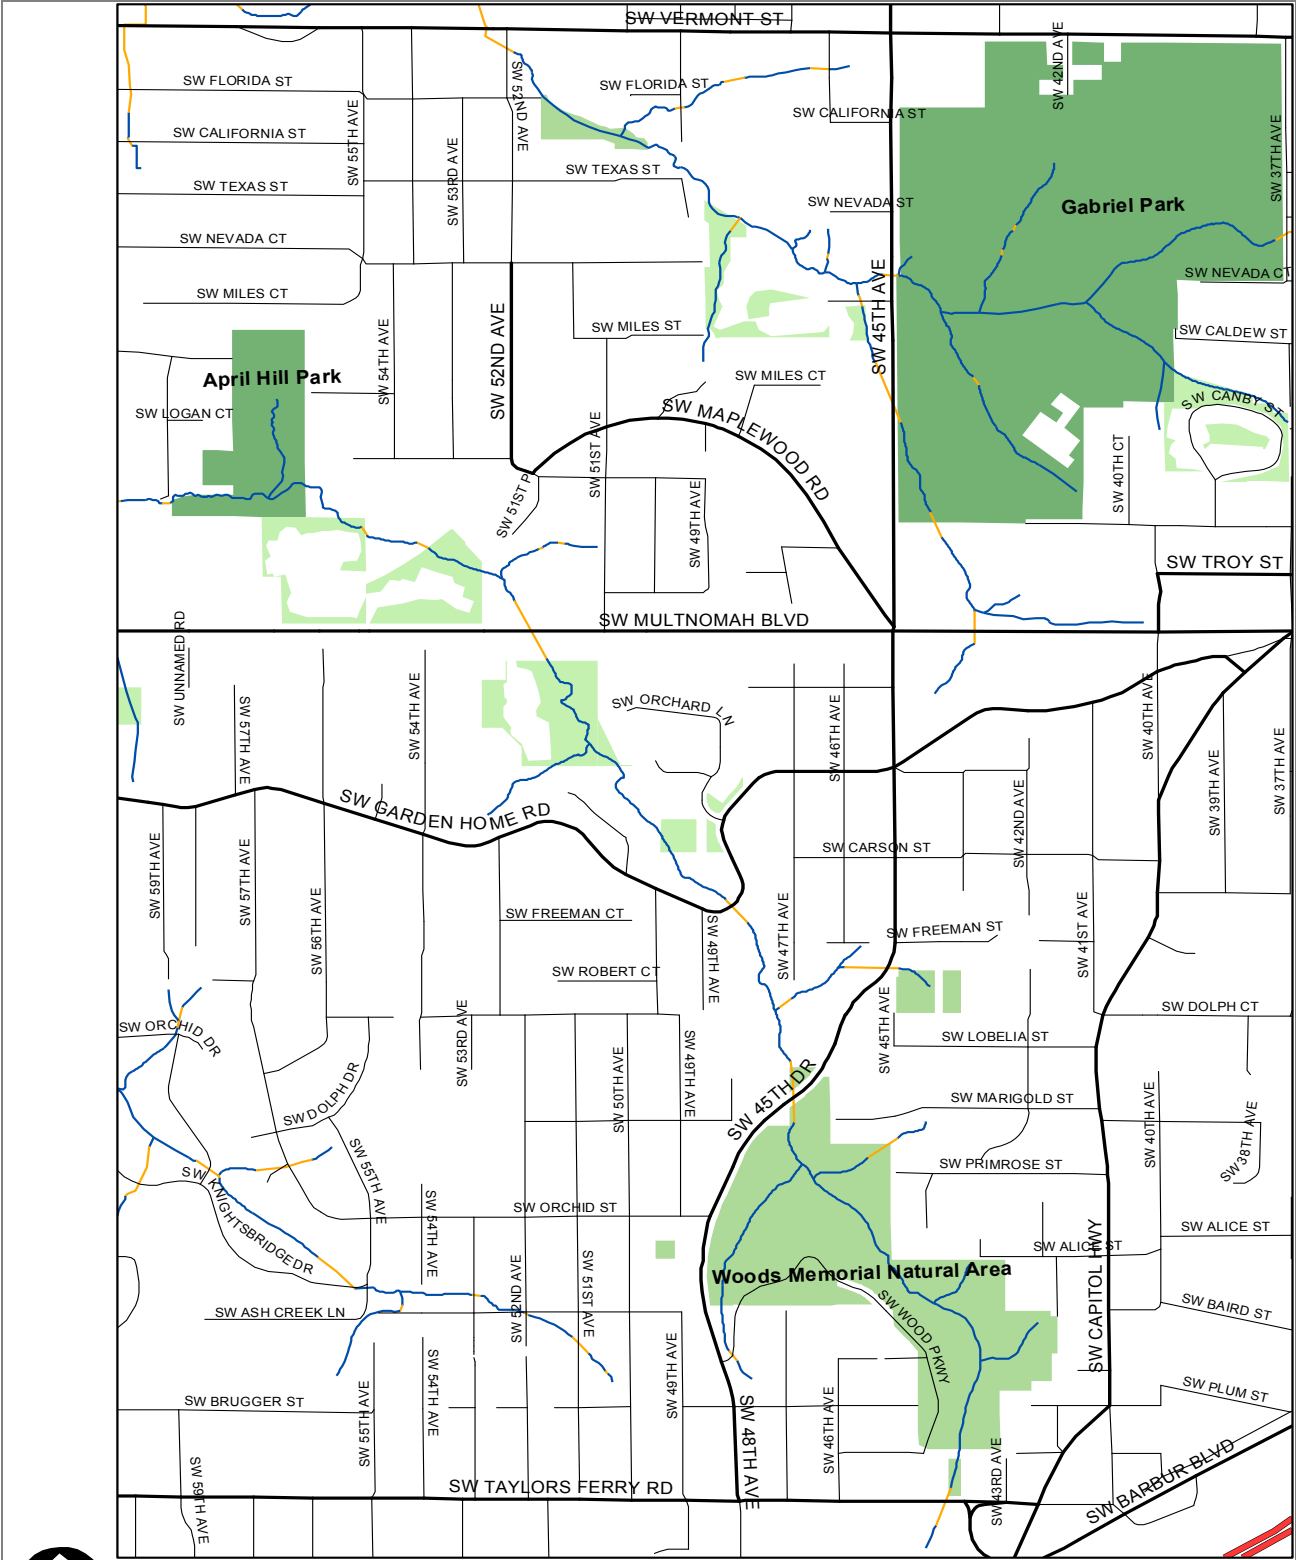 SW VERMONT ST
SW FLORIDA ST
SW 52ND AVE
SW FLORIDA ST
SW 42ND AVE
SW CALIFORNIA ST
SW CALIFORNIA ST
SW 55TH AVE
SW 53RD AVE
SW 37TH AVE
SW TEXAS ST
SW TEXAS ST
SW NEVADA ST
Gabriel Park
SW NEVADA CT
SW NEVADA CT
SW MILES CT
SW 45TH AVE
SW MILES ST
SW CALDEW ST
SW 54TH AVE
SW 52ND AVE
April Hill Park
SW MILES CT
SW LOGAN CT
SW MAPLEWOOD RD
SW CANBY ST
SW 51ST AVE
SW 51ST P
SW 49TH AVE
SW 40TH CT
SW TROY ST
SW MULTNOMAH BLVD
SW UNNAMED RD
SW 57TH AVE
SW 54TH AVE
SW ORCHARD LN
SW 46TH AVE
SW 40TH AVE
SW 39TH AVE
SW 37TH AVE
SW GARDEN HOME RD
SW 42ND AVE
SW CARSON ST
SW 59TH AVE
SW 57TH AVE
SW 56TH AVE
SW FREEMAN CT
SW 49TH AVE
SW 47TH AVE
SW FREEMAN ST
SW 41ST AVE
SW ROBERT CT
SW DOLPH CT
SW ORCHID DR
SW 53RD AVE
SW 45TH AVE
SW LOBELIA ST
SW 50TH AVE
SW 49TH AVE
SW 45TH DR
SW DOLPH DR
SW MARIGOLD ST
SW 40TH AVE
SW 38TH AVE
SW 55TH AVE
SW PRIMROSE ST
SW KNIGHTSBRIDGE DR
SW 54TH AVE
SW ORCHID ST
SW ALICE ST
SW ALICE ST
SW 52ND AVE
SW 51ST AVE
Woods Memorial Natural Area
SW CAPITOL HWY
SW ASH CREEK LN
SW WOOD PKWY
SW BAIRD ST
SW 49TH AVE
SW 54TH AVE
SW 55TH AVE
SW BRUGGER ST
SW 46TH AVE
SW PLUM ST
SW 48TH AVE
SW 43RD AVE
SW 59TH AVE
SW TAYLORS FERRY RD
SW BARBUR BLVD